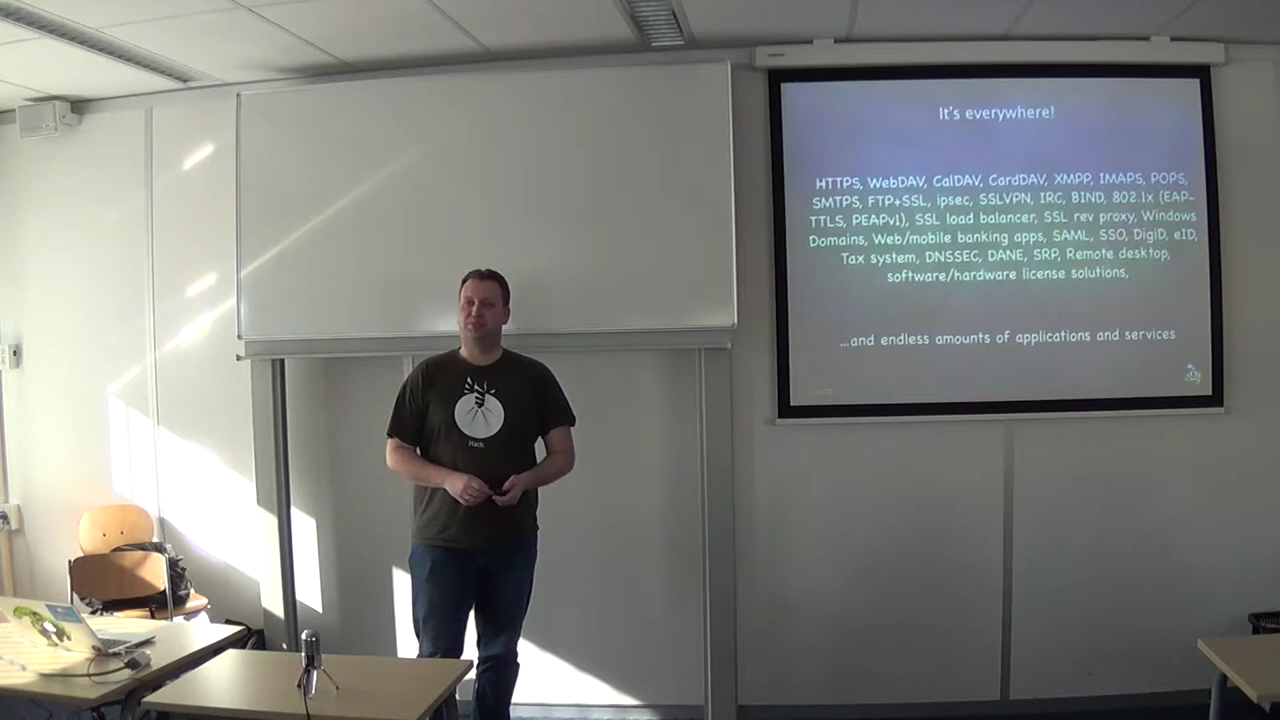 It's everywhere!
HTTPS, WebDAV, CalDAV, CardDAV, XMPP, IMAPS, POPS,
SMTPS, FTP+SSL, ipsec, SSLVPN, IRC, BIND, 802.1x (EAP-
TTLS, PEAPv1), SSL load balancer, SSL rev proxy, Windows
Domains, Web/mobile banking apps, SAML, SSO, DigiD, eID,
Tax system, DNSSEC, DANE, SRP, Remote desktop,
software/hardware license solutions,
...and endless amounts of applications and services
Hack